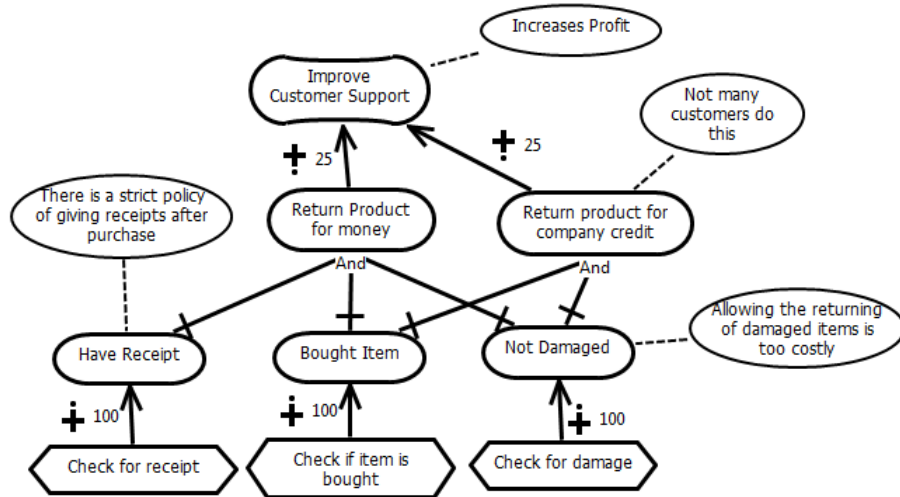 Increases Profit
Improve
Customer Support
Not many
customers do
this
25
25
There is a strict policy
of giving receipts after
purchase
Return Product
for money
Return product for
company credit
And
And
Allowing the returning
of damaged items is
too costly
Have Receipt
Bought Item
Not Damaged
100
100
100
Check for receipt
Check if item is
bought
Check for damage